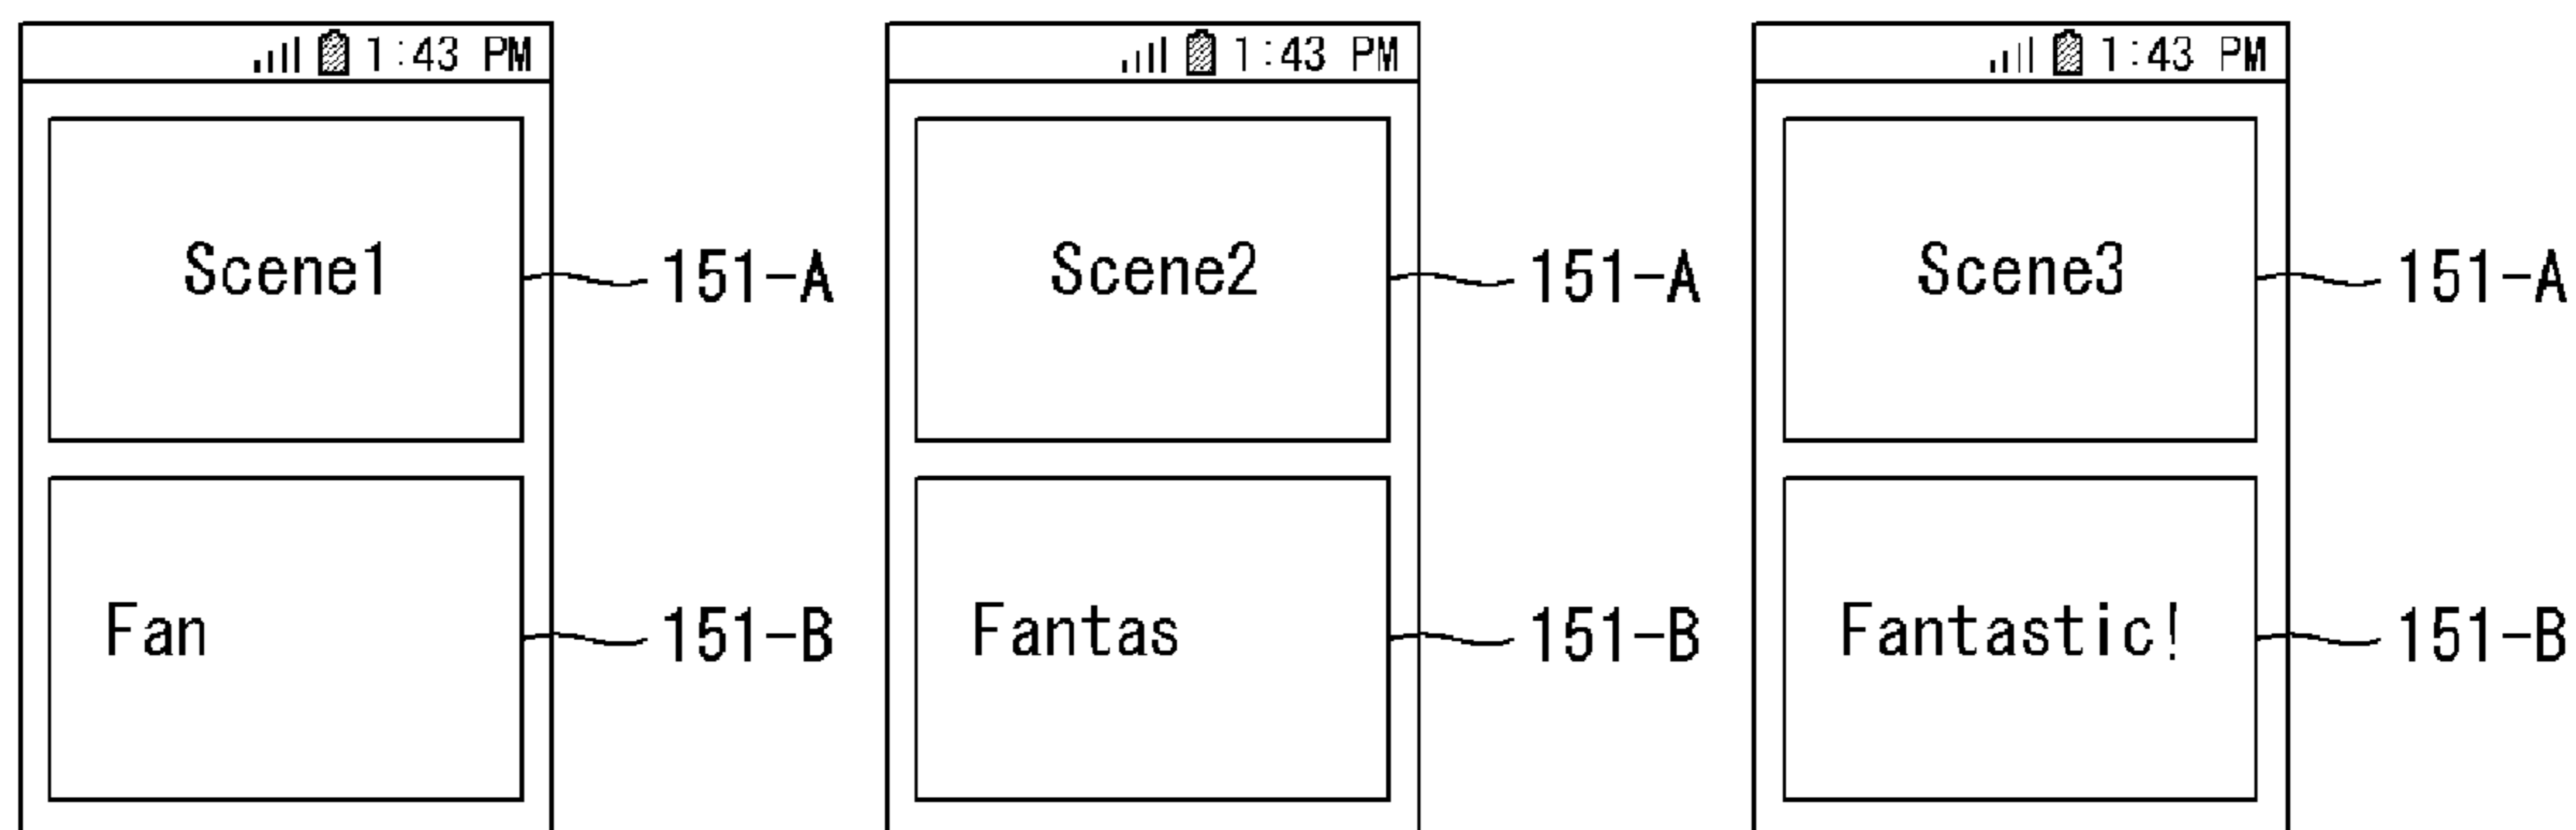 1:43 PM 1:43 PM 1:43 PM
Scene1 151-A Scene2 151-A Scene3 151-A
Fan 151-B Fantas 151-B Fantastic! 151-B